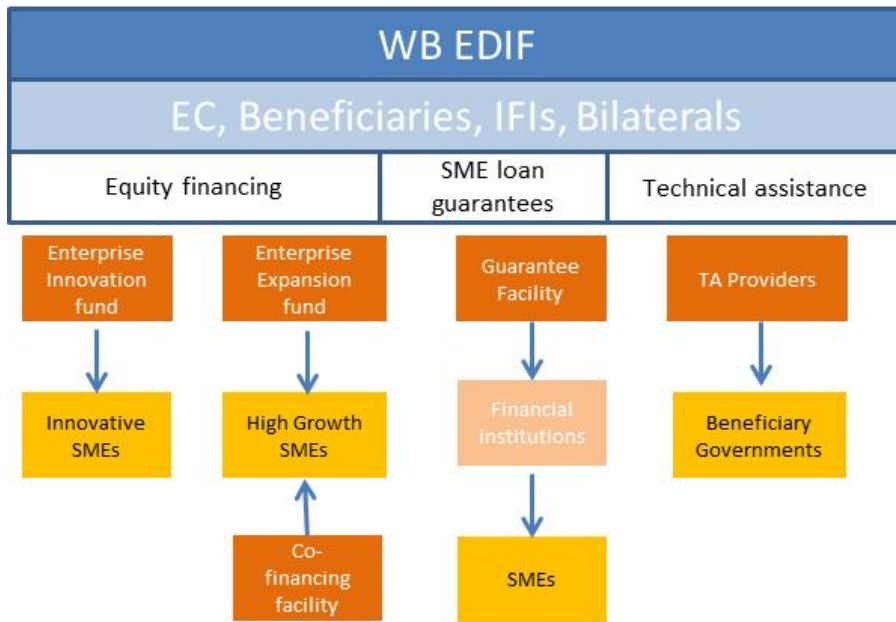 WB EDIF
EC, Beneficiaries, IFIs, Bilaterals
Equity financing
SME loan
guarantees
Technical assistance
Enterprise
Innovation
fund
Enterprise
Expansion
fund
Guarantee
Facility
TA Providers
Innovative
SMEs
High Growth
SMEs
Financial
institutions
Beneficiary
Governments
Co-
financing
facility
SMEs